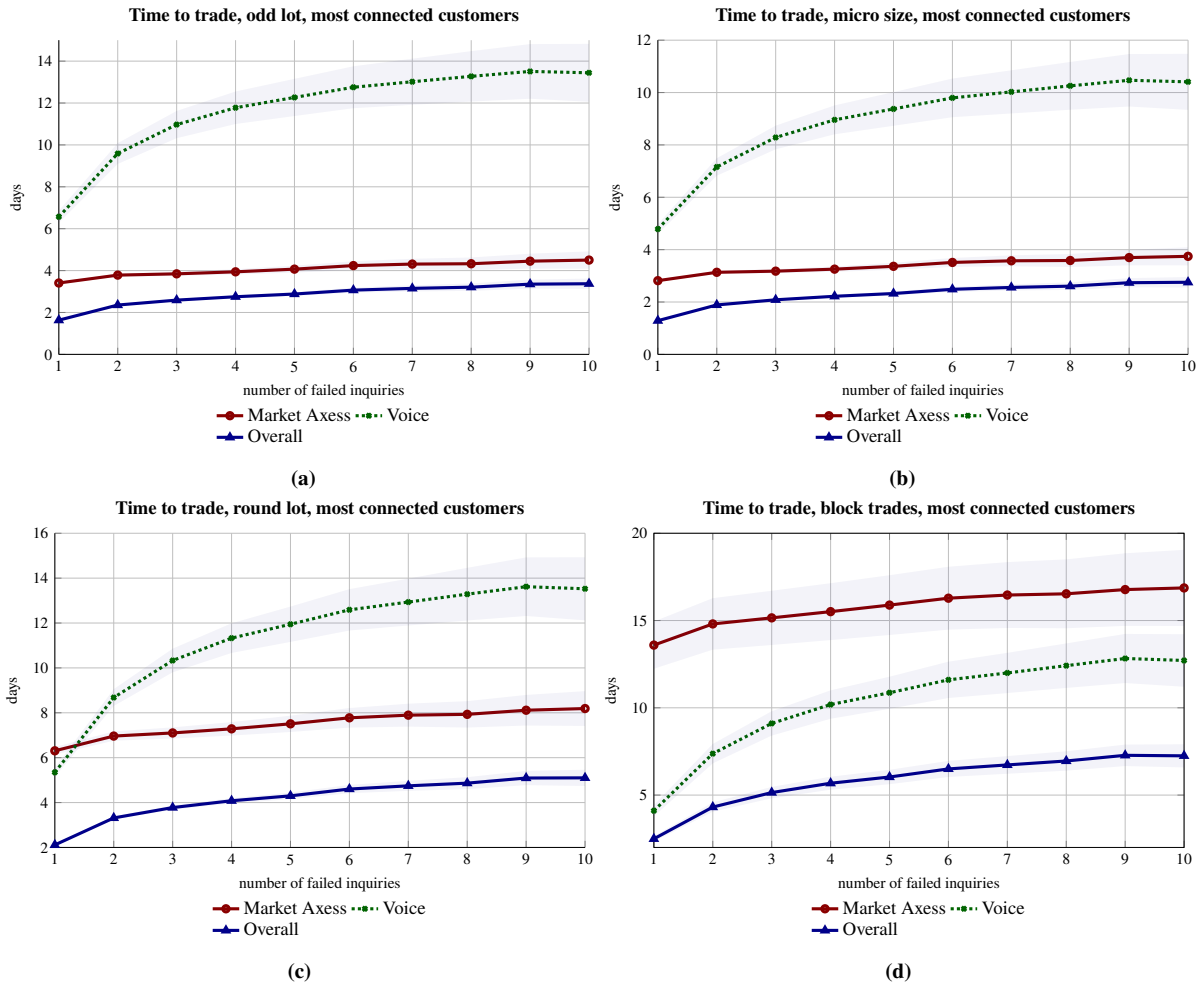 Time to trade, odd lot, most connected customers
14
12
10
8
6
4
2
0
days
1 2 3 4 5 6 7 8 9 10
number of failed inquiries
Market Axess Voice
Overall
(a)
Time to trade, micro size, most connected customers
12
10
8
6
4
2
0
days
1 2 3 4 5 6 7 8 9 10
number of failed inquiries
Market Axess Voice
Overall
(b)
Time to trade, round lot, most connected customers
16
14
12
10
8
6
4
2
days
1 2 3 4 5 6 7 8 9 10
number of failed inquiries
Market Axess Voice
Overall
(c)
Time to trade, block trades, most connected customers
20
15
10
5
days
1 2 3 4 5 6 7 8 9 10
number of failed inquiries
Market Axess Voice
Overall
(d)